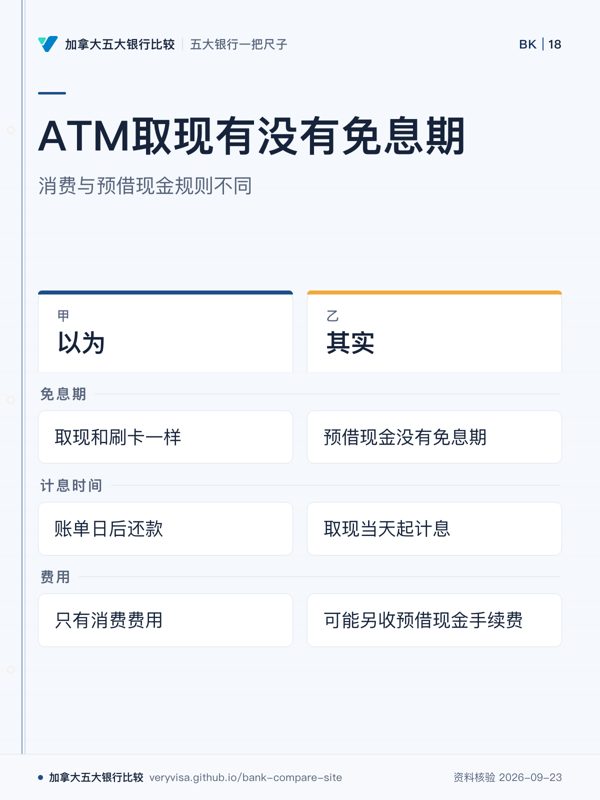 加拿大五大银行比较 五大银行一把尺子 BK 18
ATM取现有没有免息期
消费与预借现金规则不同
甲 乙
以为 其实
免息期
取现和刷卡一样 预借现金没有免息期
计息时间
账单日后还款 取现当天起计息
费用
只有消费费用 可能另收预借现金手续费
加拿大五大银行比较 veryvisa.github.io/bank-compare-site 资料核验 2026-09-23